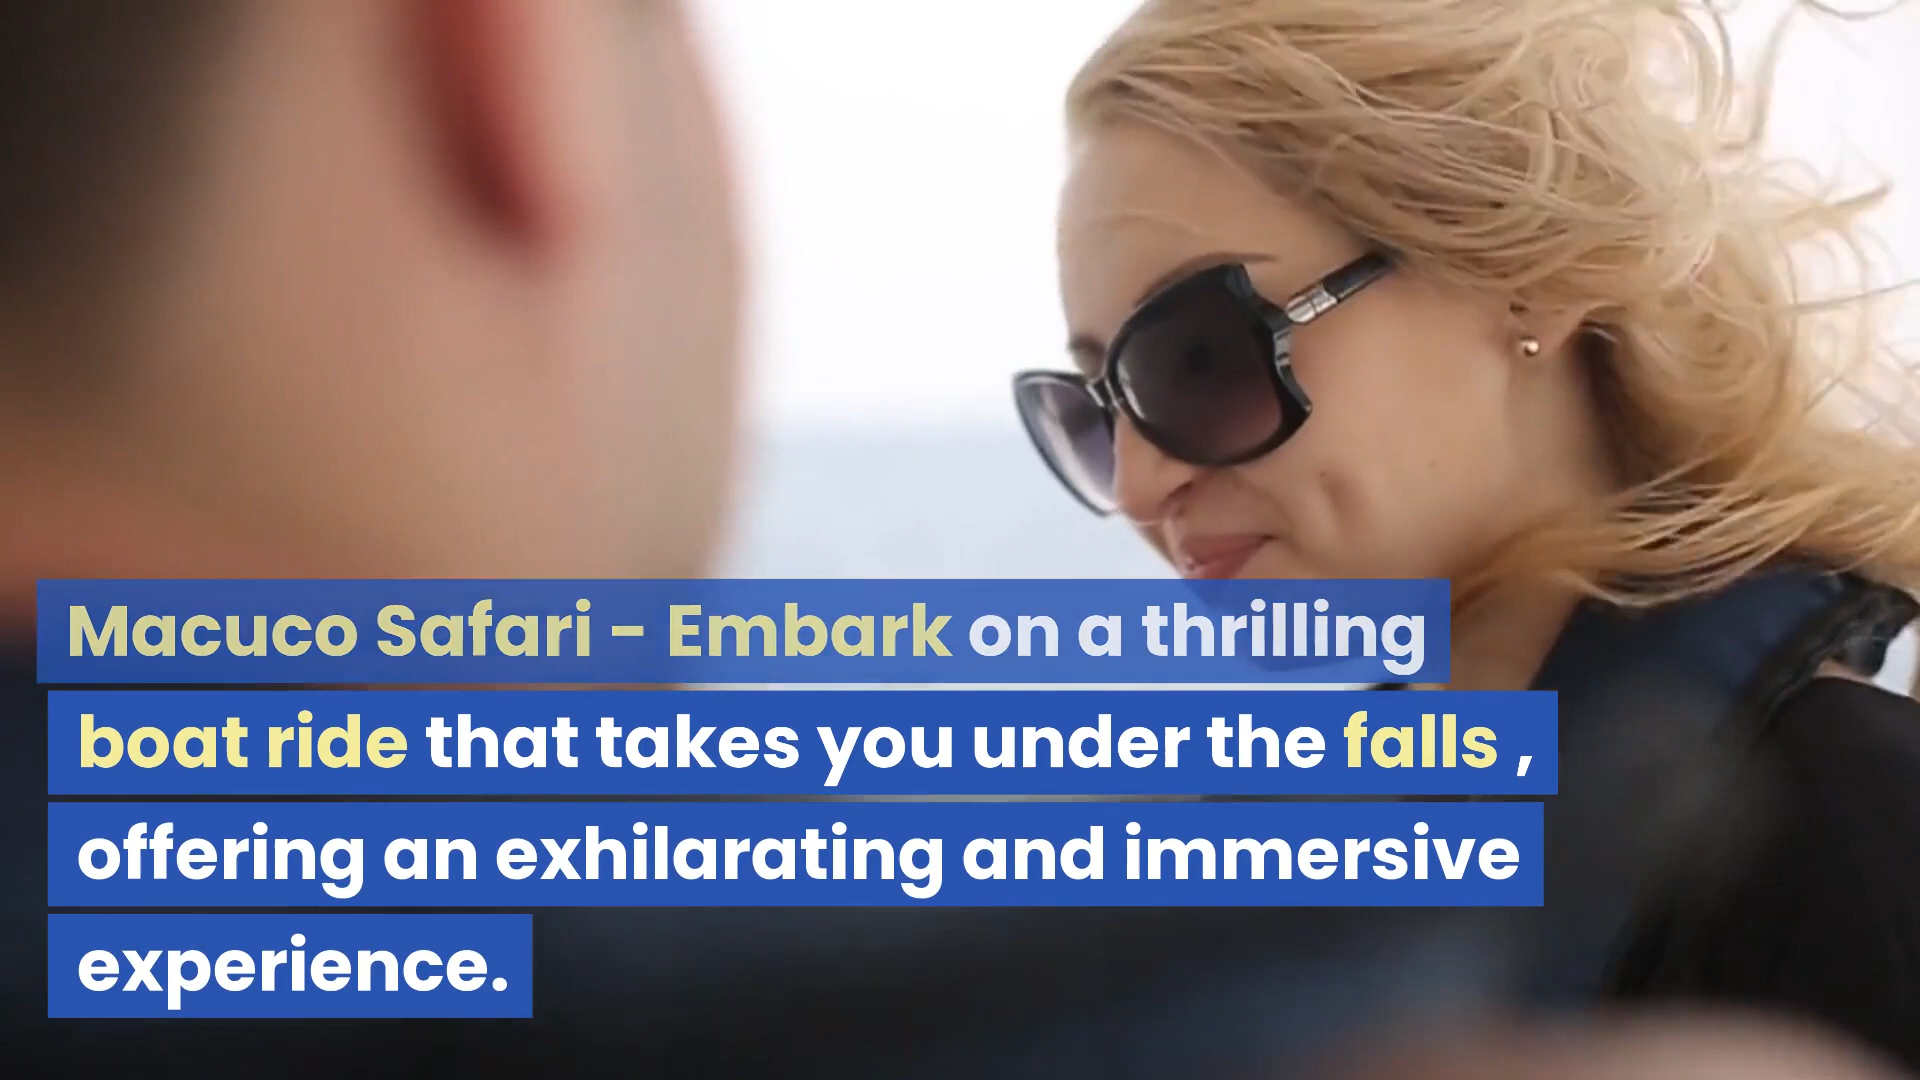 Macuco Safari - Embark on a thrilling
boat ride that takes you under the falls ,
offering an exhilarating and immersive
experience.